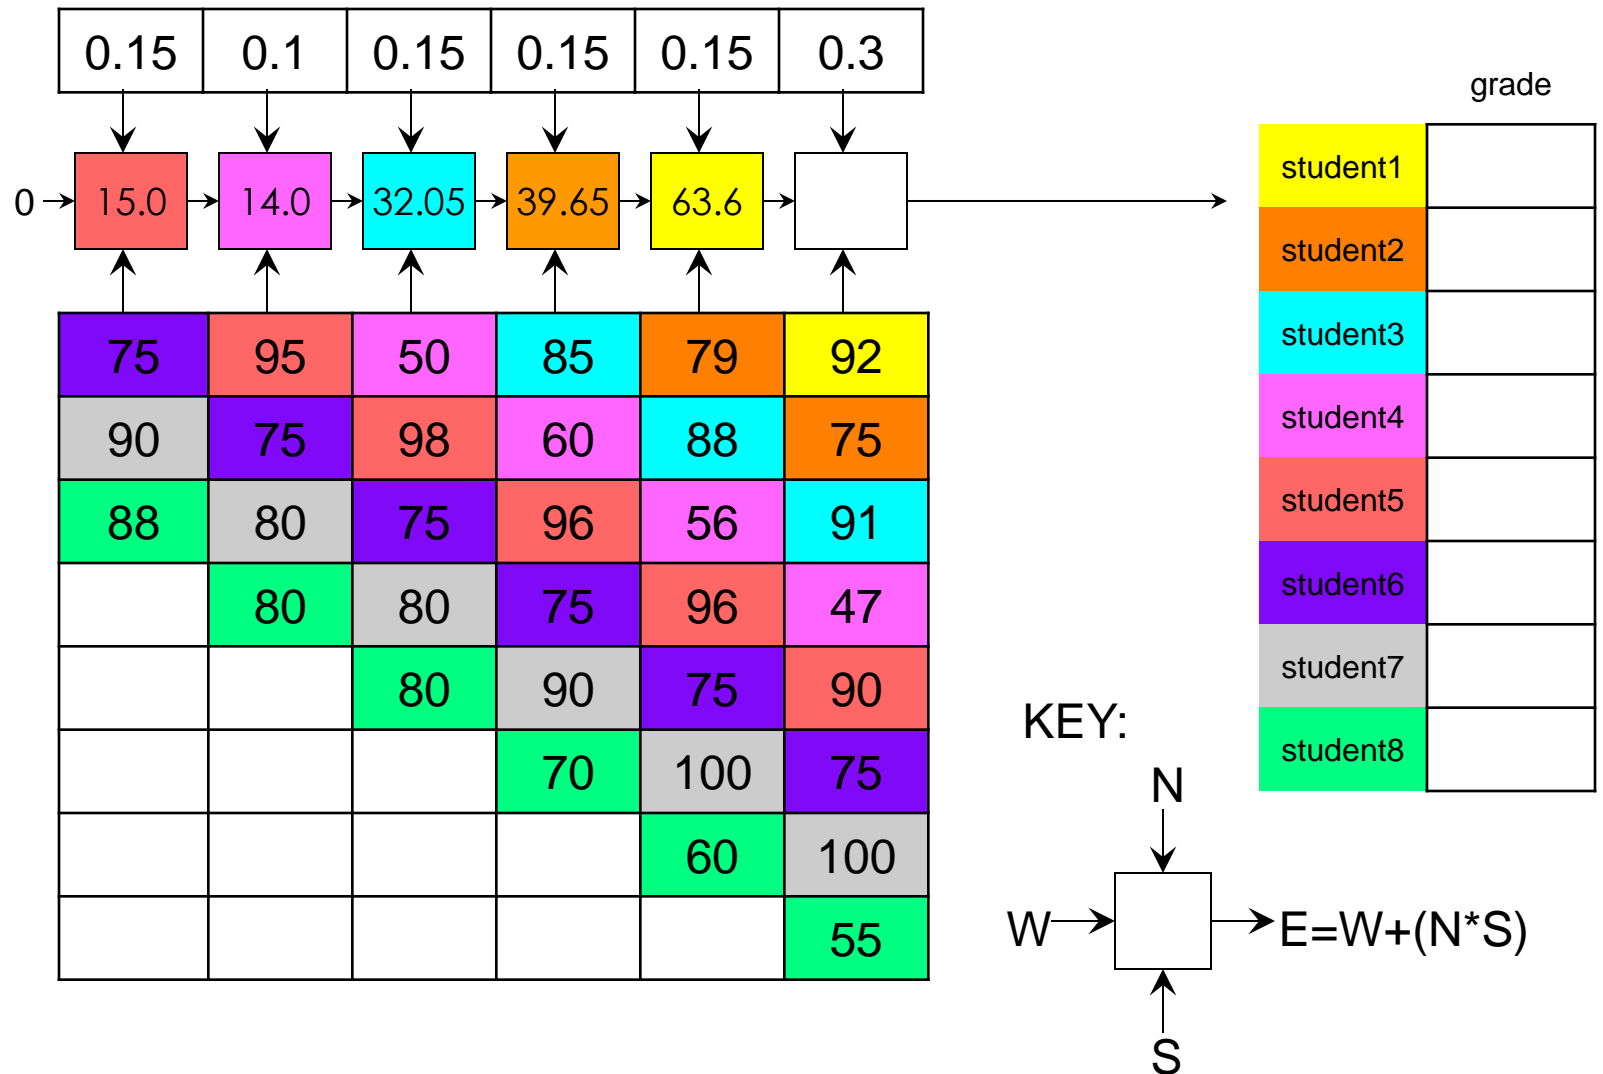 0.15 0.1 0.15 0.15 0.15 0.3
0 15.0 14.0 32.05 39.65 63.6
75 95 50 85 79 92
90 75 98 60 88 75
88 80 75 96 56 91
80 80 75 96 47
80 90 75 90
70 100 75
60 100
55
grade
student1
student2
student3
student4
student5
student6
student7
student8
KEY:
N
W E=W+(N*S)
S